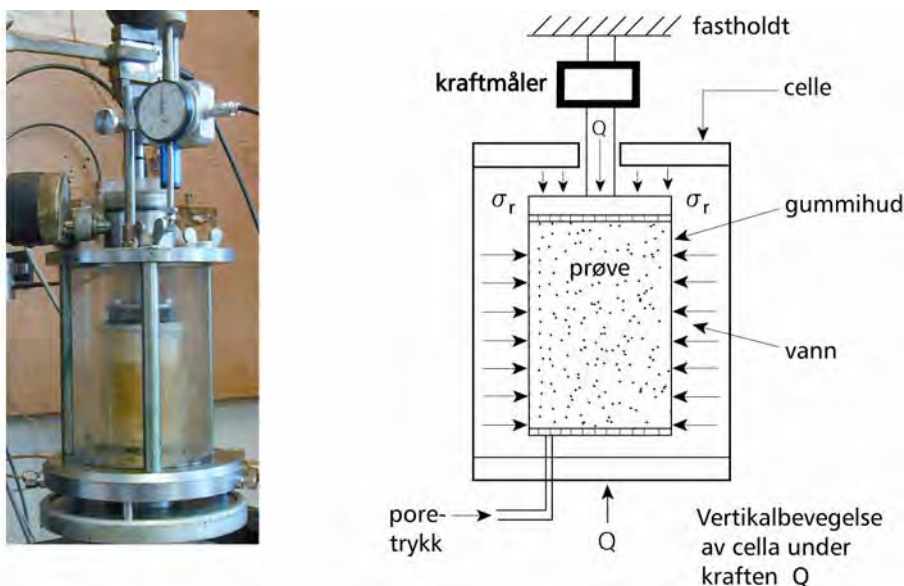 fastholdt
kraftmåler
celle
Q
σr
σr
gummihud
prøve
vann
pore-
trykk
Q
Vertikalbevegelse
av cella under
kraften Q